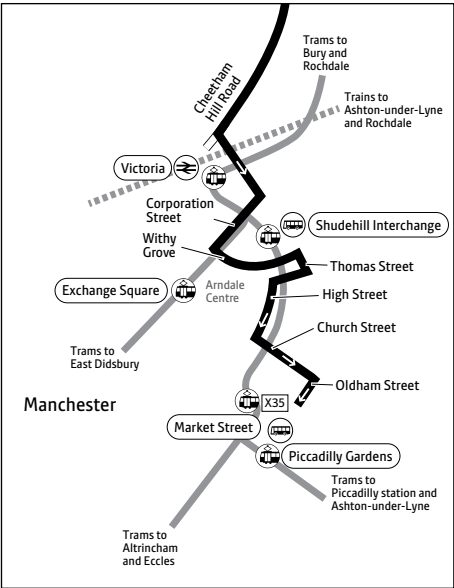 Trams to
Bury and
Rochdale
Cheetham
Hill Road
Trains to
Ashton-under-Lyne
and Rochdale
Victoria
Corporation
Street
Shudehill Interchange
Withy
Grove
Thomas Street
Exchange Square
Arndale
Centre
High Street
Church Street
Trams to
East Didsbury
Oldham Street
Manchester
X35
Market Street
Piccadilly Gardens
Trams to
Piccadilly station and
Ashton-under-Lyne
Trams to
Altrincham
and Eccles